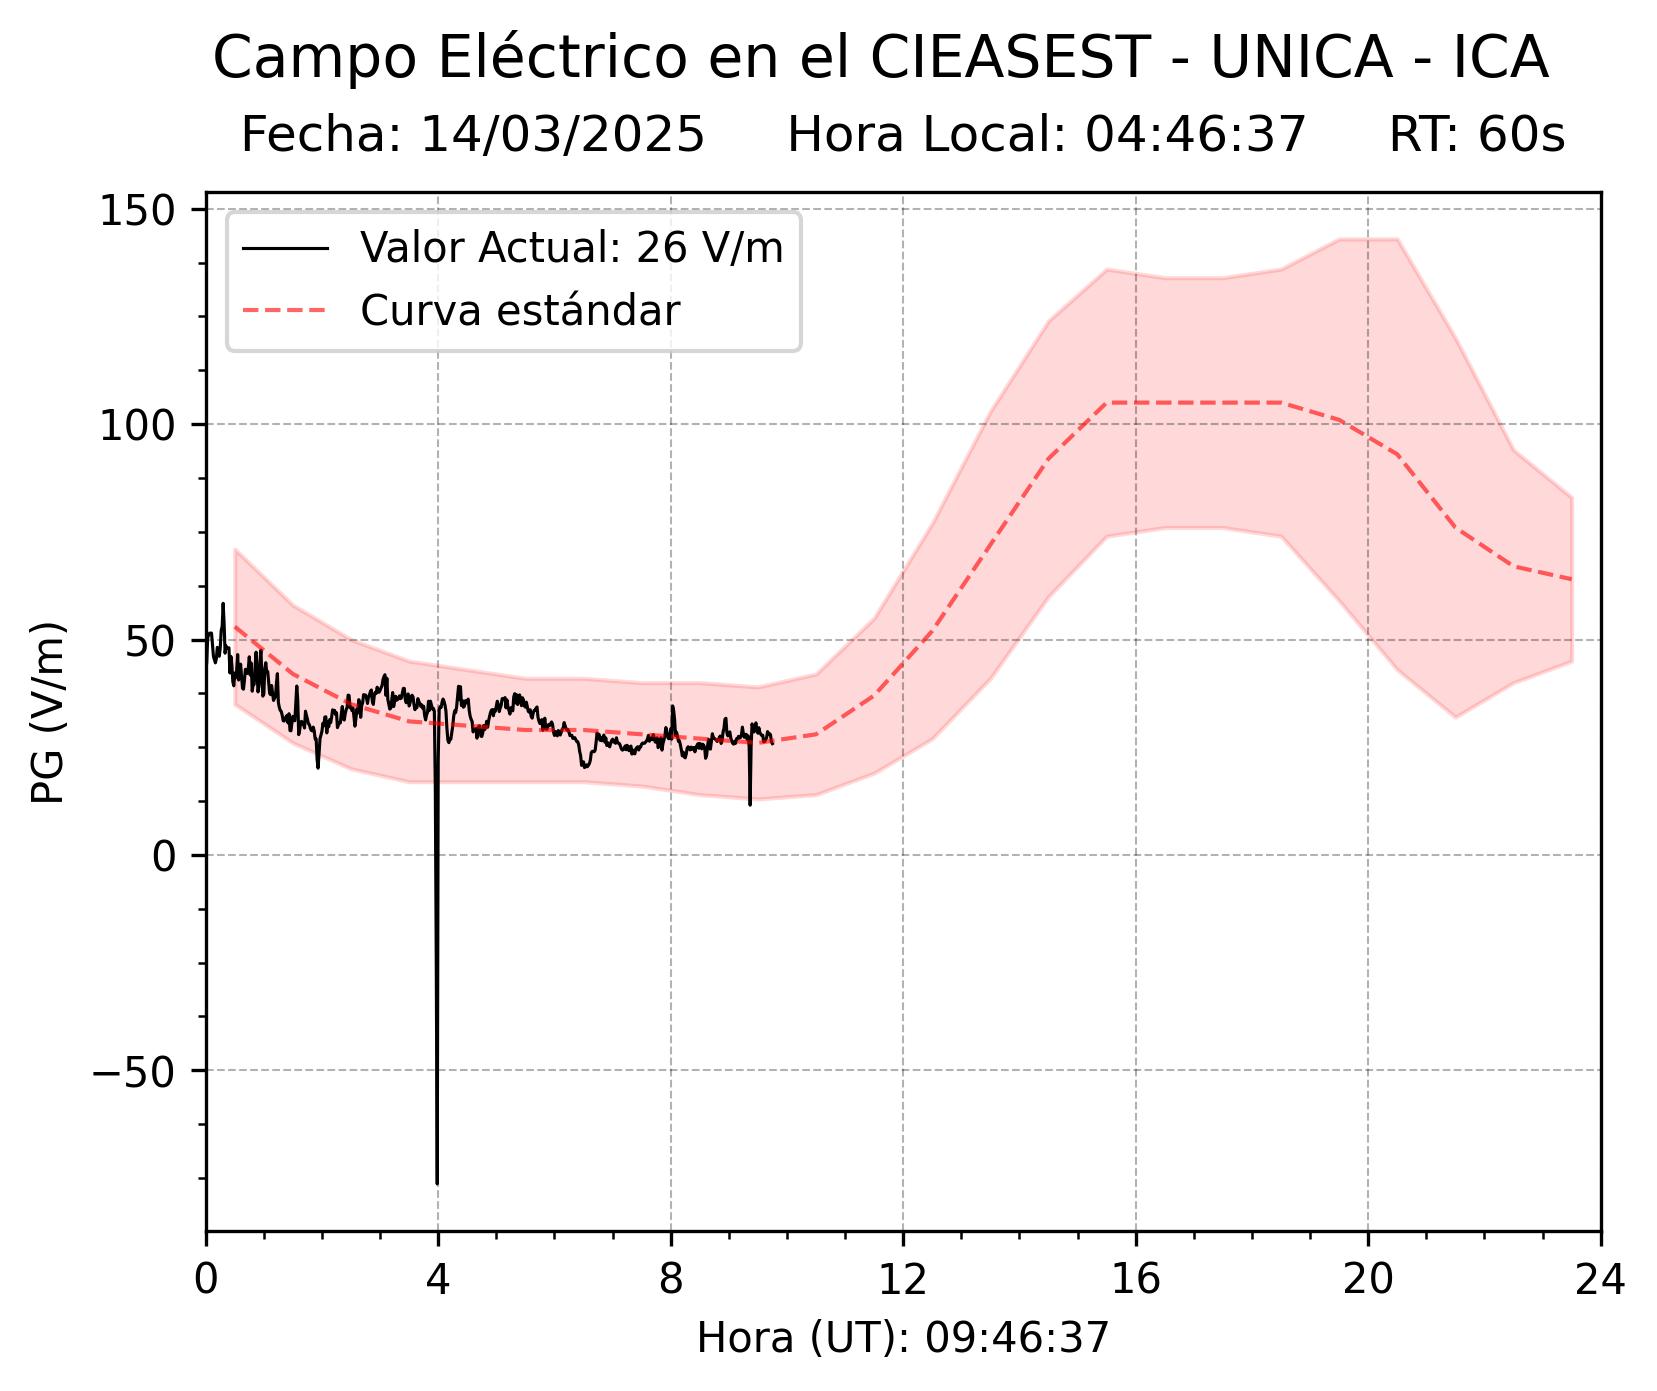 Campo Eléctrico en el CIEASEST - UNICA - ICA
Fecha: 14/03/2025 Hora Local: 04:46:37 RT: 60s
Valor Actual: 26 V/m
Curva estándar
150
100
50
0
−50
PG (V/m)
0 4 8 12 16 20 24
Hora (UT): 09:46:37